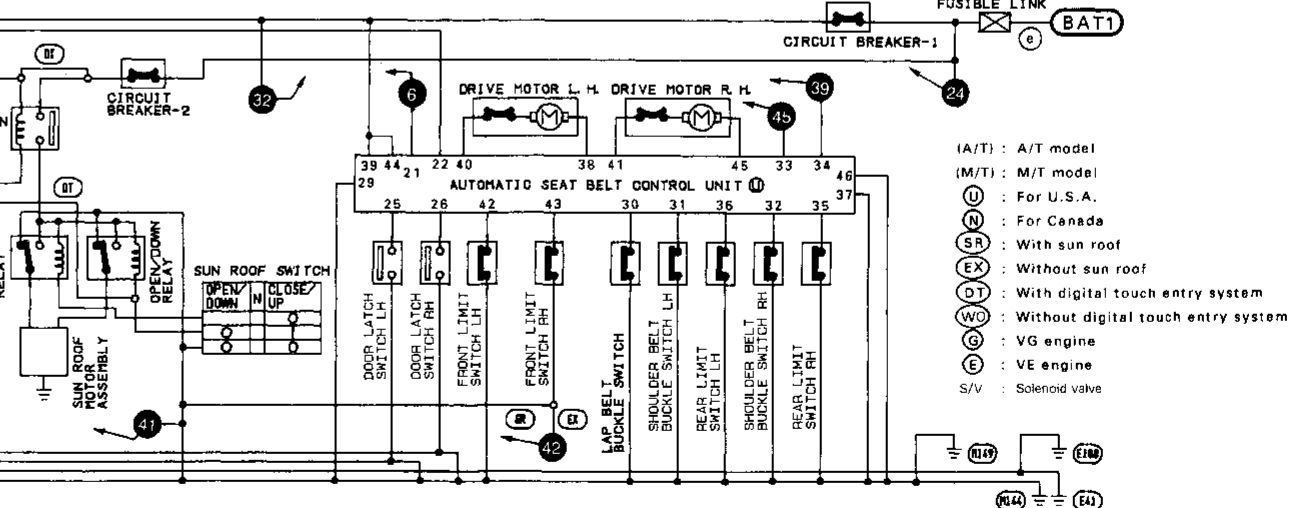 FUSIBLE LINK
BAT1
e
CIRCUIT BREAKER-1
DT
CIRCUIT
BREAKER-2
N
32
6
DRIVE MOTOR L. H.
DRIVE MOTOR R. H.
39
24
45
M
M
39 44 21 22 40 38 41 45 33 34
29
46
37
AUTOMATIC SEAT BELT CONTROL UNIT U
25 26 42 43 30 31 36 32 35
DT
RELAY
OPEN/DOWN
RELAY
SUN ROOF SWITCH
OPEN/
DOWN
N
CLOSE/
UP
SUN ROOF
MOTOR
ASSEMBLY
DOOR LATCH
SWITCH LH
DOOR LATCH
SWITCH RH
FRONT LIMIT
SWITCH LH
FRONT LIMIT
SWITCH RH
LAP BELT
BUCKLE SWITCH
SHOULDER BELT
BUCKLE SWITCH LH
REAR LIMIT
SWITCH LH
SHOULDER BELT
BUCKLE SWITCH RH
REAR LIMIT
SWITCH RH
41
SR
EX
42
(A/T) : A/T model
(M/T) : M/T model
U : For U.S.A.
N : For Canada
SR : With sun roof
EX : Without sun roof
DT : With digital touch entry system
WO : Without digital touch entry system
G : VG engine
E : VE engine
S/V : Solenoid valve
M149
E108
M144
E41